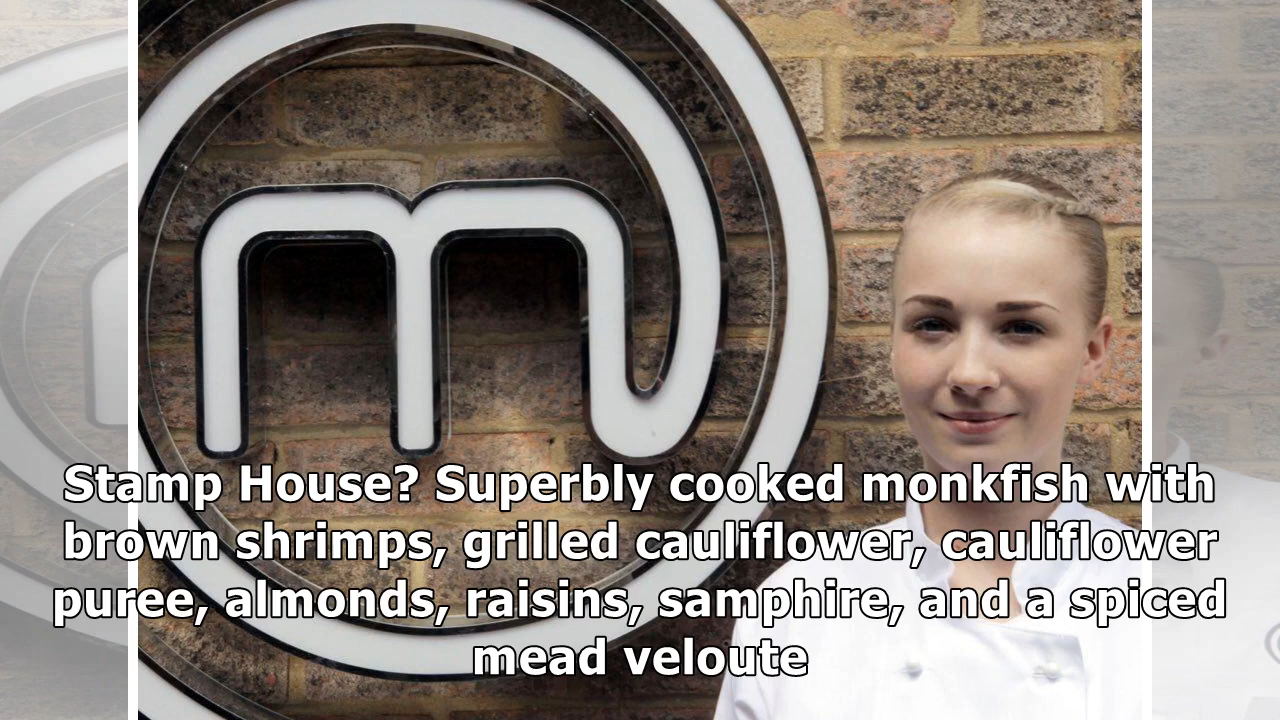 Stamp House? Superbly cooked monkfish with
brown shrimps, grilled cauliflower, cauliflower
puree, almonds, raisins, samphire, and a spiced
mead veloute